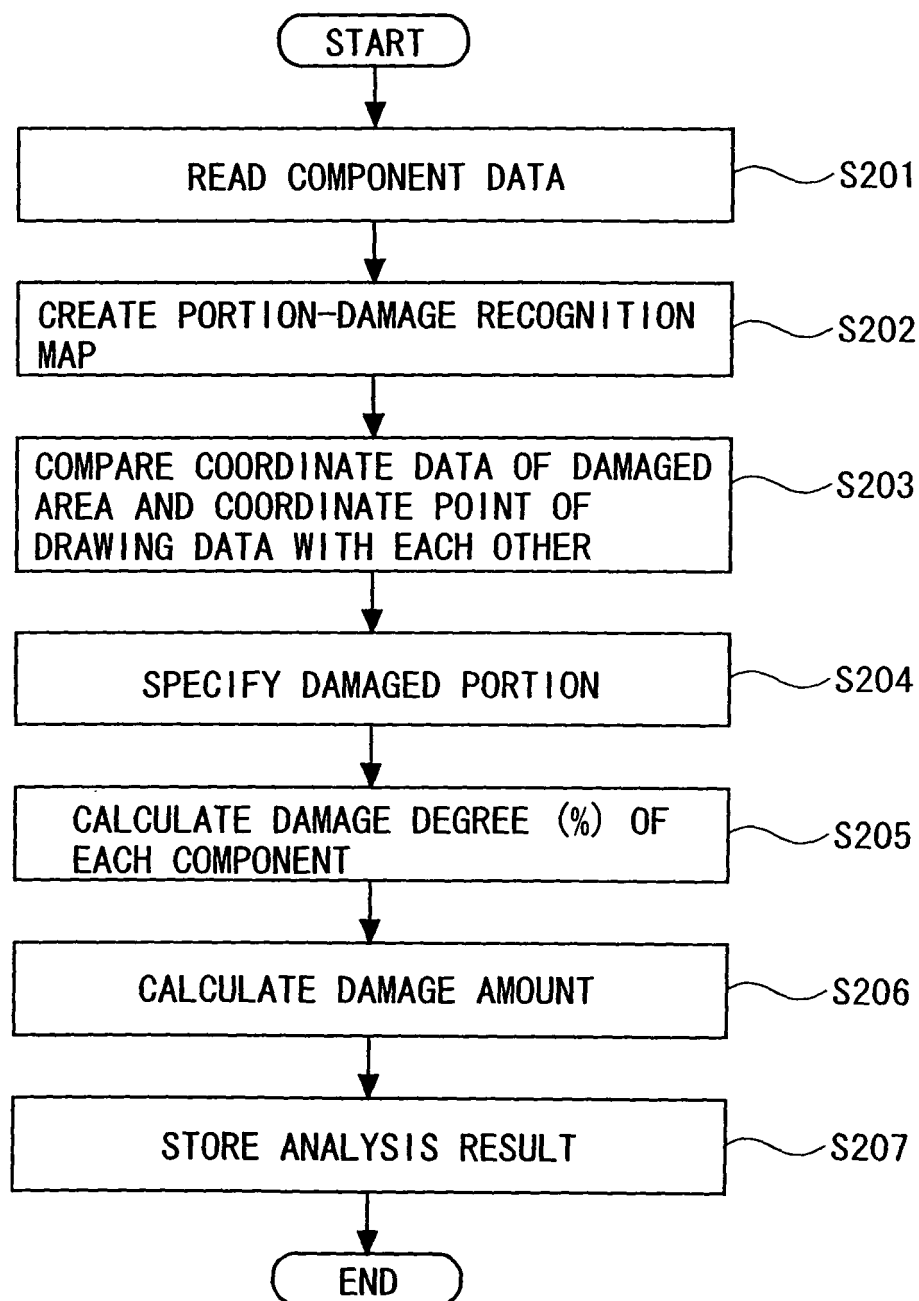 START
READ COMPONENT DATA
S201
CREATE PORTION-DAMAGE RECOGNITION
MAP
S202
COMPARE COORDINATE DATA OF DAMAGED
AREA AND COORDINATE POINT OF
DRAWING DATA WITH EACH OTHER
S203
SPECIFY DAMAGED PORTION
S204
CALCULATE DAMAGE DEGREE (%) OF
EACH COMPONENT
S205
CALCULATE DAMAGE AMOUNT
S206
STORE ANALYSIS RESULT
S207
END